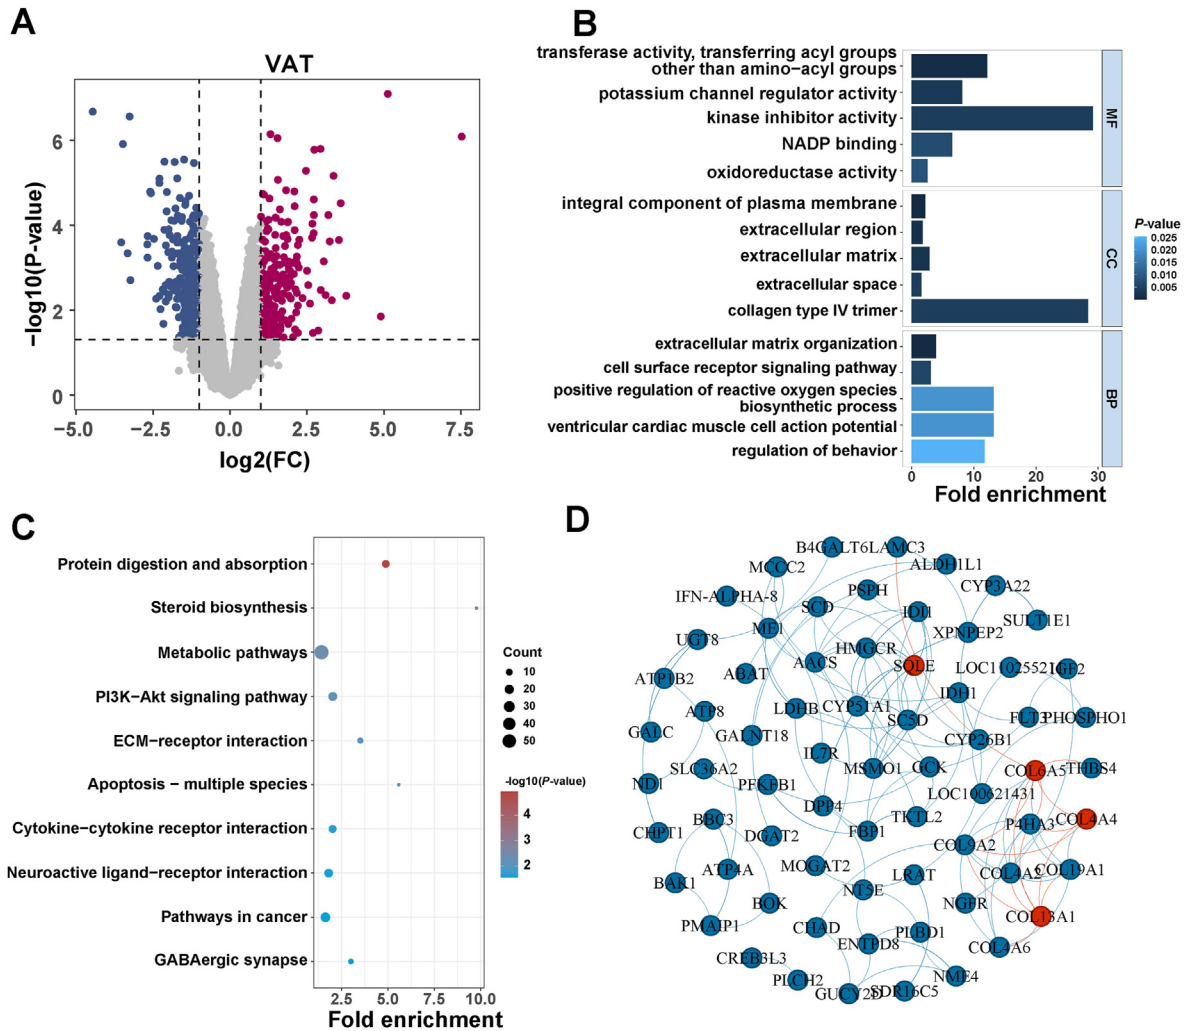 A
VAT
−log10(P−value)
6
4
2
0
−5.0 −2.5 0.0 2.5 5.0 7.5
log2(FC)
B
transferase activity, transferring acyl groups
other than amino−acyl groups
potassium channel regulator activity
kinase inhibitor activity
NADP binding
oxidoreductase activity
MF
integral component of plasma membrane
extracellular region
extracellular matrix
extracellular space
collagen type IV trimer
CC
extracellular matrix organization
cell surface receptor signaling pathway
positive regulation of reactive oxygen species
biosynthetic process
ventricular cardiac muscle cell action potential
regulation of behavior
BP
0 10 20 30
Fold enrichment
P-value
0.025
0.020
0.015
0.010
0.005
C
Protein digestion and absorption
Steroid biosynthesis
Metabolic pathways
PI3K−Akt signaling pathway
ECM−receptor interaction
Apoptosis − multiple species
Cytokine−cytokine receptor interaction
Neuroactive ligand−receptor interaction
Pathways in cancer
GABAergic synapse
2.5 5.0 7.5 10.0
Fold enrichment
Count
10
20
30
40
50
-log10(P-value)
4
3
2
D
B4GALT6 LAMC3
MCCC2
ALDH1L1
IFN-ALPHA-8
PSPH
CYP3A22
SCD
IDI1
SULT1E1
ME1
XPNPEP2
UGT8
HMGCR
AACS
SQLE
LOC110255214
IGF2
ABAT
ATP1B2
IDH1
LDHB
CYP51A1
ATP8
SC5D
FLT3
PHOSPHO1
GALC
GALNT18
CYP26B1
IL7R
SLC36A2
MSMO1
GCK
COL6A5
THBS4
ND1
PFKFB1
LOC100621431
DPP4
BBC3
TKTL2
COL4A4
CHPT1
DGAT2
FBP1
P4HA3
COL9A2
ATP4A
MOGAT2
LRAT
COL4A2
COL19A1
BAK1
NT5E
BOK
NGFR
COL13A1
PMAIP1
CHAD
PLBD1
ENTPD8
COL4A6
CREB3L3
NME4
PLCH2
GUCY2D
SDR16C5